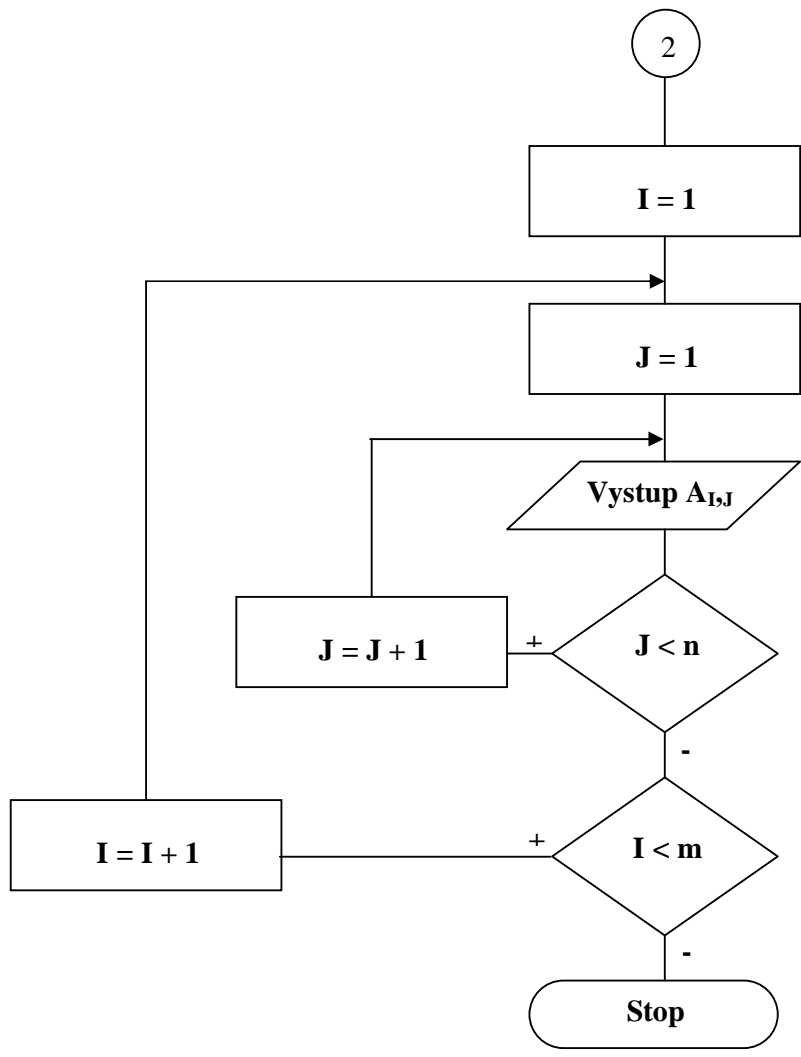 2
I = 1
J = 1
Vystup A_{I,J}
J = J + 1
+
J < n
-
I = I + 1
+
I < m
-
Stop